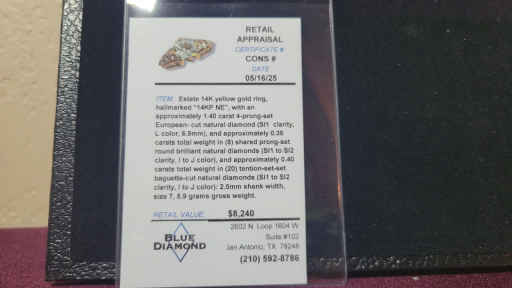 RETAIL
APPRAISAL
CERTIFICATE #
CONS #
DATE
05/16/25
ITEM: Estate 14K yellow gold ring,
hallmarked "14KP NE", with an
approximately 1.40 carat 4-prong-set
European-cut natural diamond (SI1 clarity,
L color, 6.9mm), and approximately 0.36
carats total weight in (8) shared prong-set
round brilliant natural diamonds (SI1 to SI2
clarity, I to J color), and approximately 0.40
carats total weight in (20) tention-set-set
baguette-cut natural diamonds (SI1 to SI2
clarity, I to J color); 2.5mm shank width,
size 7, 5.9 grams gross weight.
RETAIL VALUE: $8,240
BLUE
DIAMOND
2602 N Loop 1604 W
Suite #102
San Antonio, TX 78248
(210) 592-8786